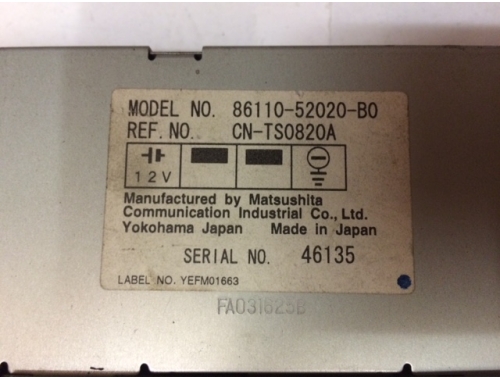 MODEL NO. 86110-52020-B0
REF. NO. CN-TS0820A
12V
Manufactured by Matsushita
Communication Industrial Co., Ltd.
Yokohama Japan Made in Japan
SERIAL NO. 46135
LABEL NO. YEFM01663
FA031625B